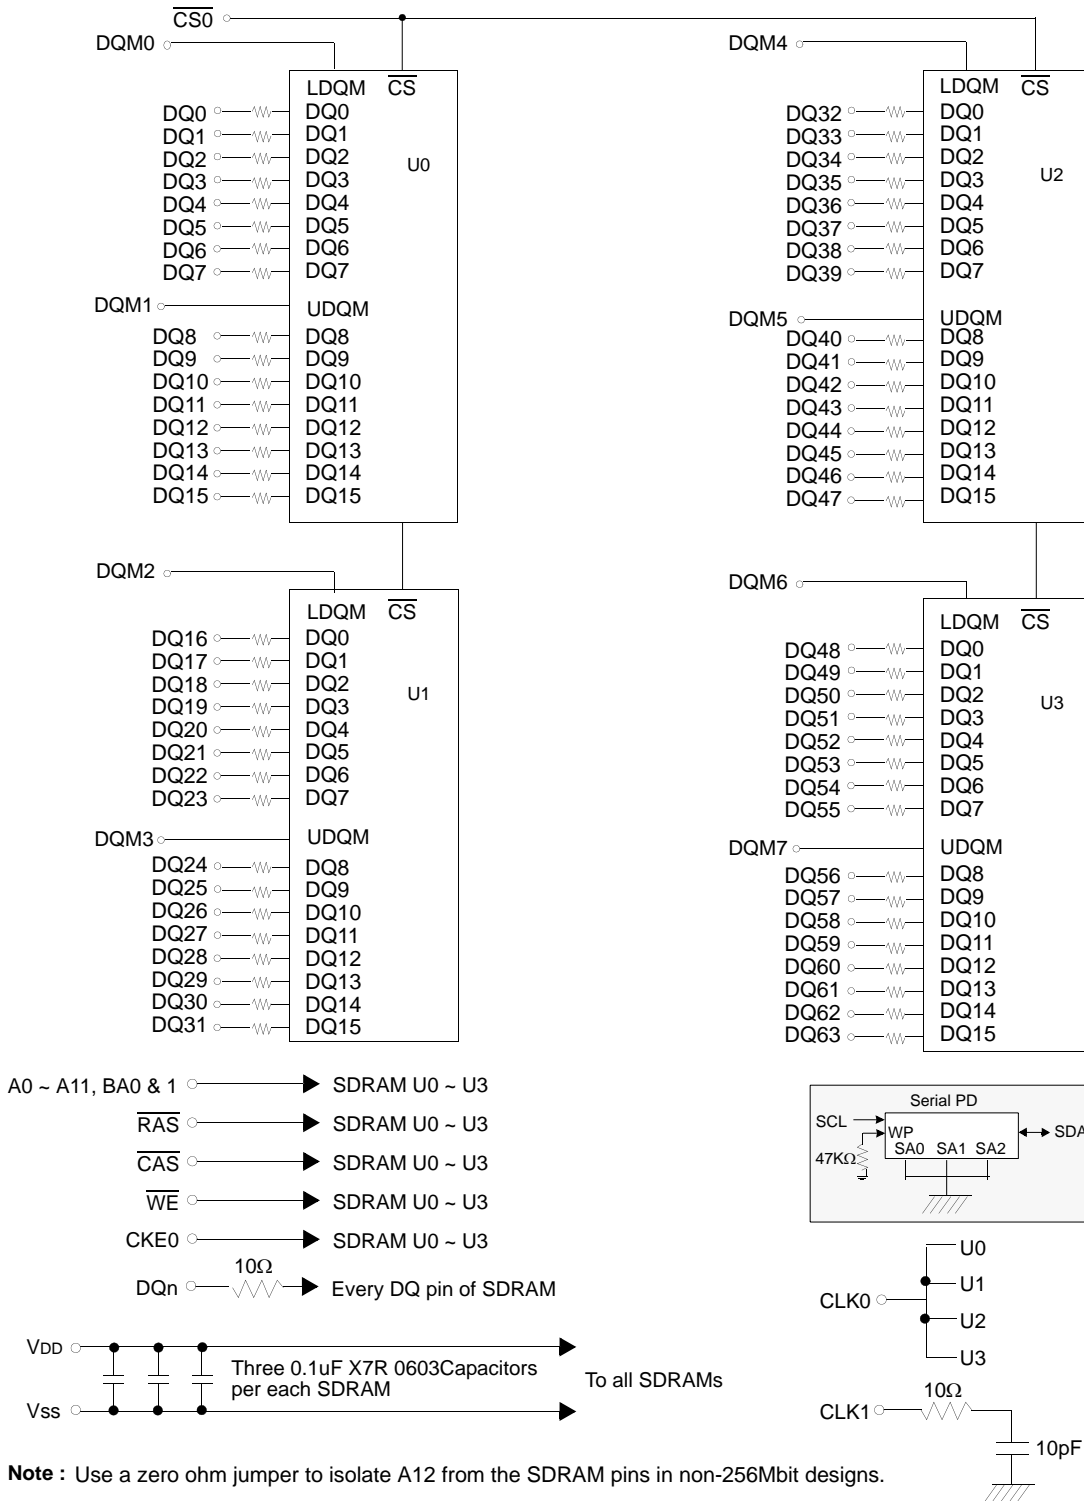 CS0
DQM0
LDQM CS
DQ0 DQ0
DQ1 DQ1
DQ2 DQ2
U0
DQ3 DQ3
DQ4 DQ4
DQ5 DQ5
DQ6 DQ6
DQ7 DQ7
DQM1 UDQM
DQ8 DQ8
DQ9 DQ9
DQ10 DQ10
DQ11 DQ11
DQ12 DQ12
DQ13 DQ13
DQ14 DQ14
DQ15 DQ15
DQM2
LDQM CS
DQ16 DQ0
DQ17 DQ1
DQ18 DQ2
U1
DQ19 DQ3
DQ20 DQ4
DQ21 DQ5
DQ22 DQ6
DQ23 DQ7
DQM3 UDQM
DQ24 DQ8
DQ25 DQ9
DQ26 DQ10
DQ27 DQ11
DQ28 DQ12
DQ29 DQ13
DQ30 DQ14
DQ31 DQ15
DQM4
LDQM CS
DQ32 DQ0
DQ33 DQ1
DQ34 DQ2
U2
DQ35 DQ3
DQ36 DQ4
DQ37 DQ5
DQ38 DQ6
DQ39 DQ7
DQM5 UDQM
DQ40 DQ8
DQ41 DQ9
DQ42 DQ10
DQ43 DQ11
DQ44 DQ12
DQ45 DQ13
DQ46 DQ14
DQ47 DQ15
DQM6
LDQM CS
DQ48 DQ0
DQ49 DQ1
DQ50 DQ2
U3
DQ51 DQ3
DQ52 DQ4
DQ53 DQ5
DQ54 DQ6
DQ55 DQ7
DQM7 UDQM
DQ56 DQ8
DQ57 DQ9
DQ58 DQ10
DQ59 DQ11
DQ60 DQ12
DQ61 DQ13
DQ62 DQ14
DQ63 DQ15
A0 ~ A11, BA0 & 1 SDRAM U0 ~ U3
RAS SDRAM U0 ~ U3
CAS SDRAM U0 ~ U3
WE SDRAM U0 ~ U3
CKE0 SDRAM U0 ~ U3
10Ω
DQn Every DQ pin of SDRAM
Serial PD
SCL
WP SDA
47KΩ SA0 SA1 SA2
U0
U1
CLK0
U2
U3
VDD
Three 0.1uF X7R 0603Capacitors
per each SDRAM
To all SDRAMs
Vss
10Ω
CLK1
10pF
Note : Use a zero ohm jumper to isolate A12 from the SDRAM pins in non-256Mbit designs.